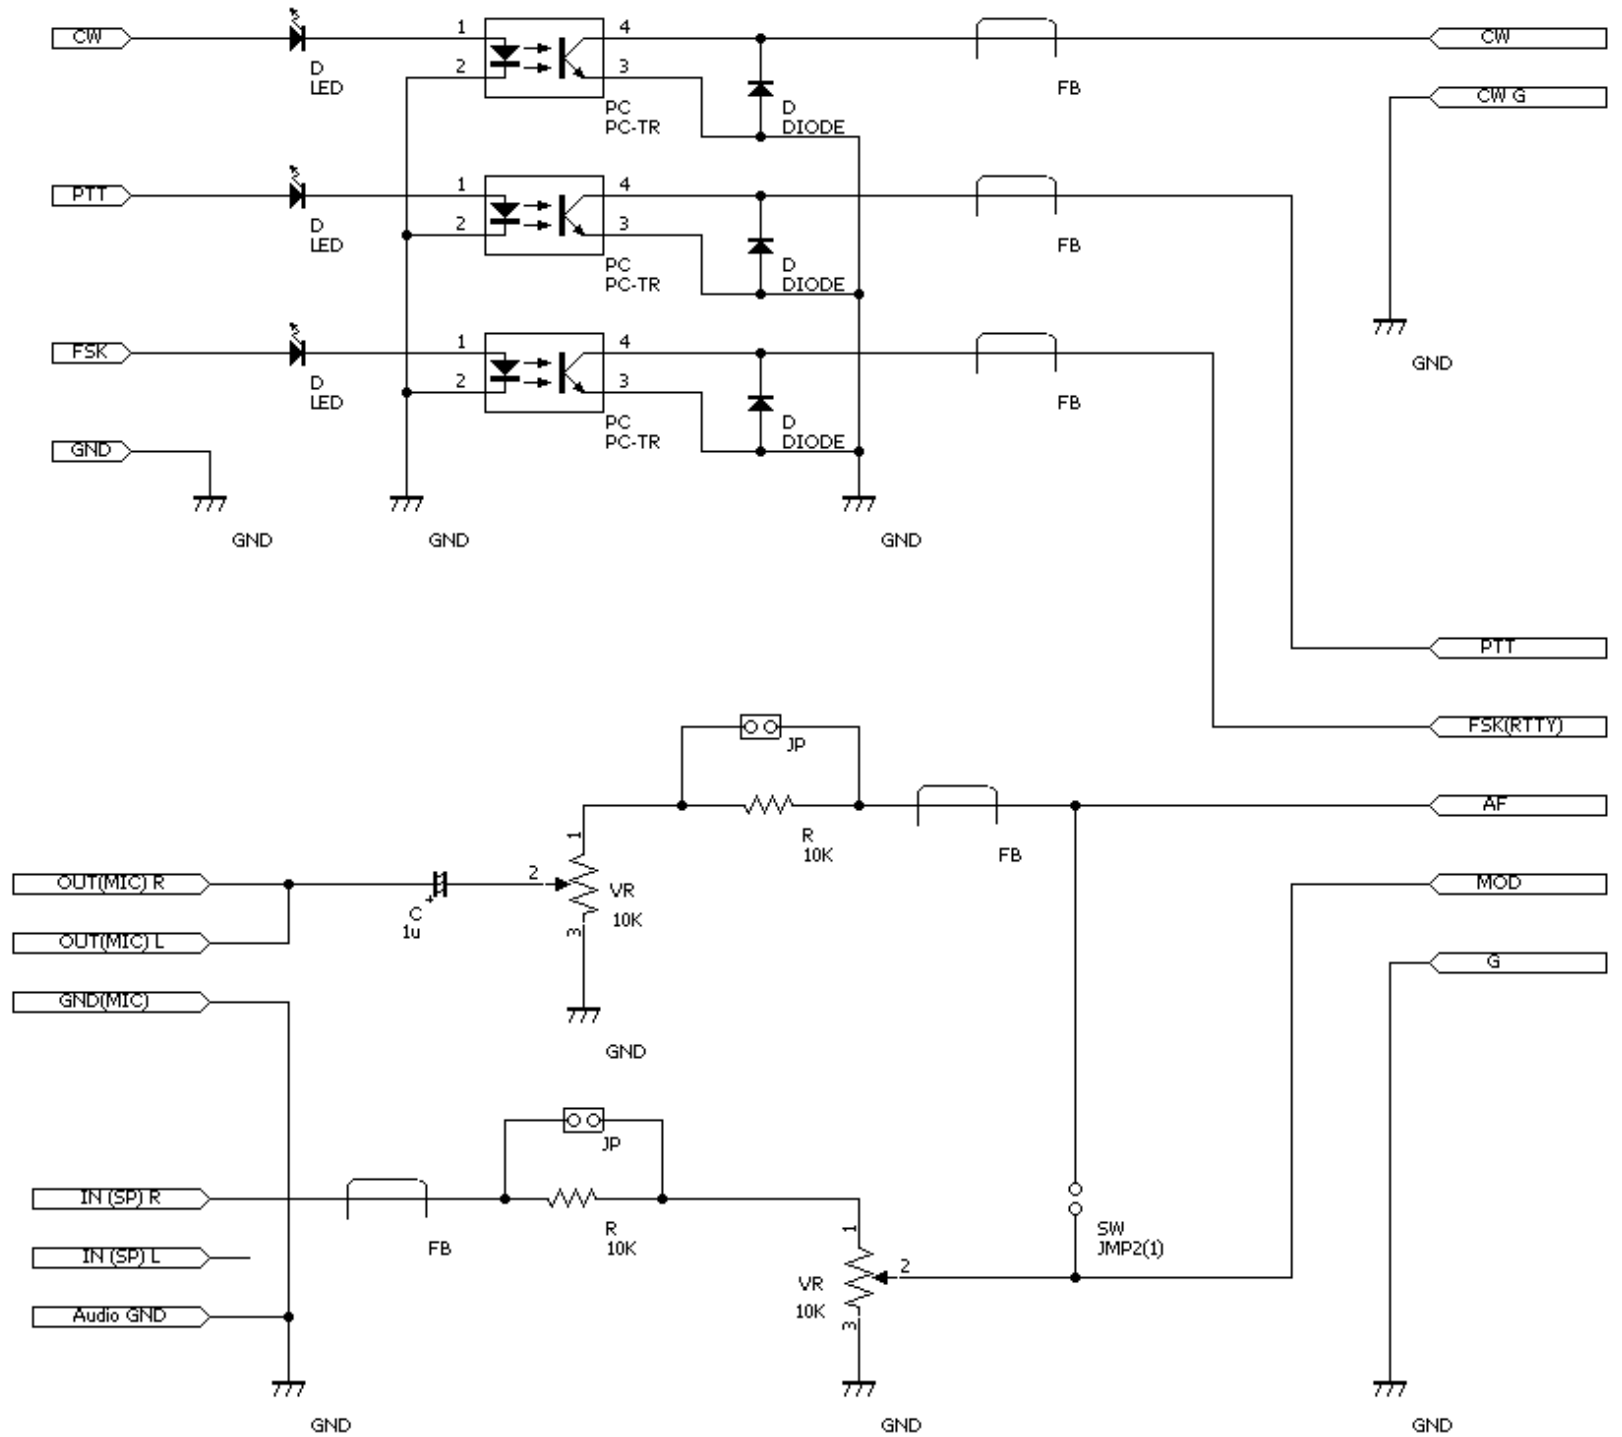 CW
1
4
CW
2
3
D
LED
PC
PC-TR
D
DIODE
FB
CW G
PTT
1
4
2
3
D
LED
PC
PC-TR
D
DIODE
FB
FSK
1
4
2
3
D
LED
PC
PC-TR
D
DIODE
FB
GND
GND
GND
GND
GND
PTT
FSK(RTTY)
JP
AF
R
10K
FB
1
OUT(MIC) R
2
VR
10K
MOD
C
1u
3
OUT(MIC) L
G
GND(MIC)
GND
JP
IN (SP) R
FB
R
10K
1
SW
JMP2(1)
IN (SP) L
2
VR
10K
3
Audio GND
GND
GND
GND